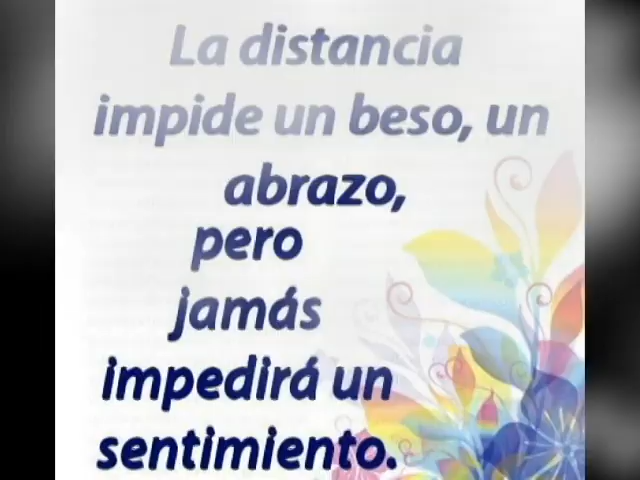 La distancia
impide un beso, un
abrazo,
pero
jamás
impedirá un
sentimiento.